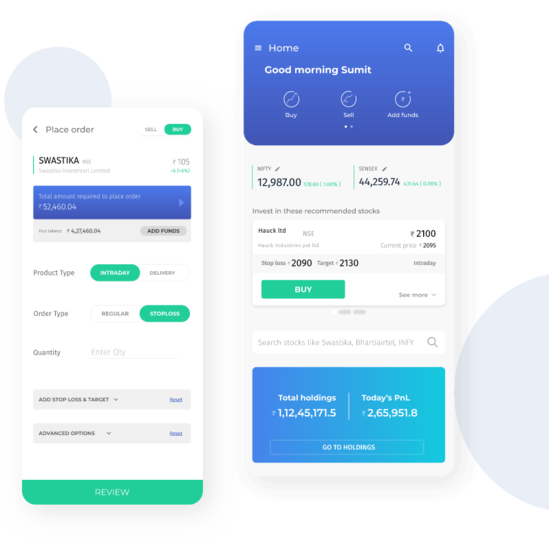 Place order
SELL
BUY
SWASTIKA NSE
₹ 105
Swastika Investmart Limited
+6 (+6%)
Total amount required to place order
₹ 52,460.04
Your balance ₹ 4,27,460.04
ADD FUNDS
Product Type
INTRADAY
DELIVERY
Order Type
REGULAR
STOPLOSS
Quantity
Enter Qty
ADD STOP LOSS & TARGET
Reset
ADVANCED OPTIONS
Reset
REVIEW
Home
Good morning Sumit
Buy
Sell
Add funds
NIFTY
12,987.00 128.60 ( 1.00% )
SENSEX
44,259.74 431.64 ( 0.98% )
Invest in these recommended stocks
Hauck ltd NSE
₹ 2100
Hauck Industries pvt ltd
Current price ₹ 2095
Stop loss ₹ 2090 Target ₹ 2130
Intraday
BUY
See more
Search stocks like Swastika, Bhartiairtel, INFY
Total holdings
₹ 1,12,45,171.5
Today's PnL
₹ 2,65,951.8
GO TO HOLDINGS